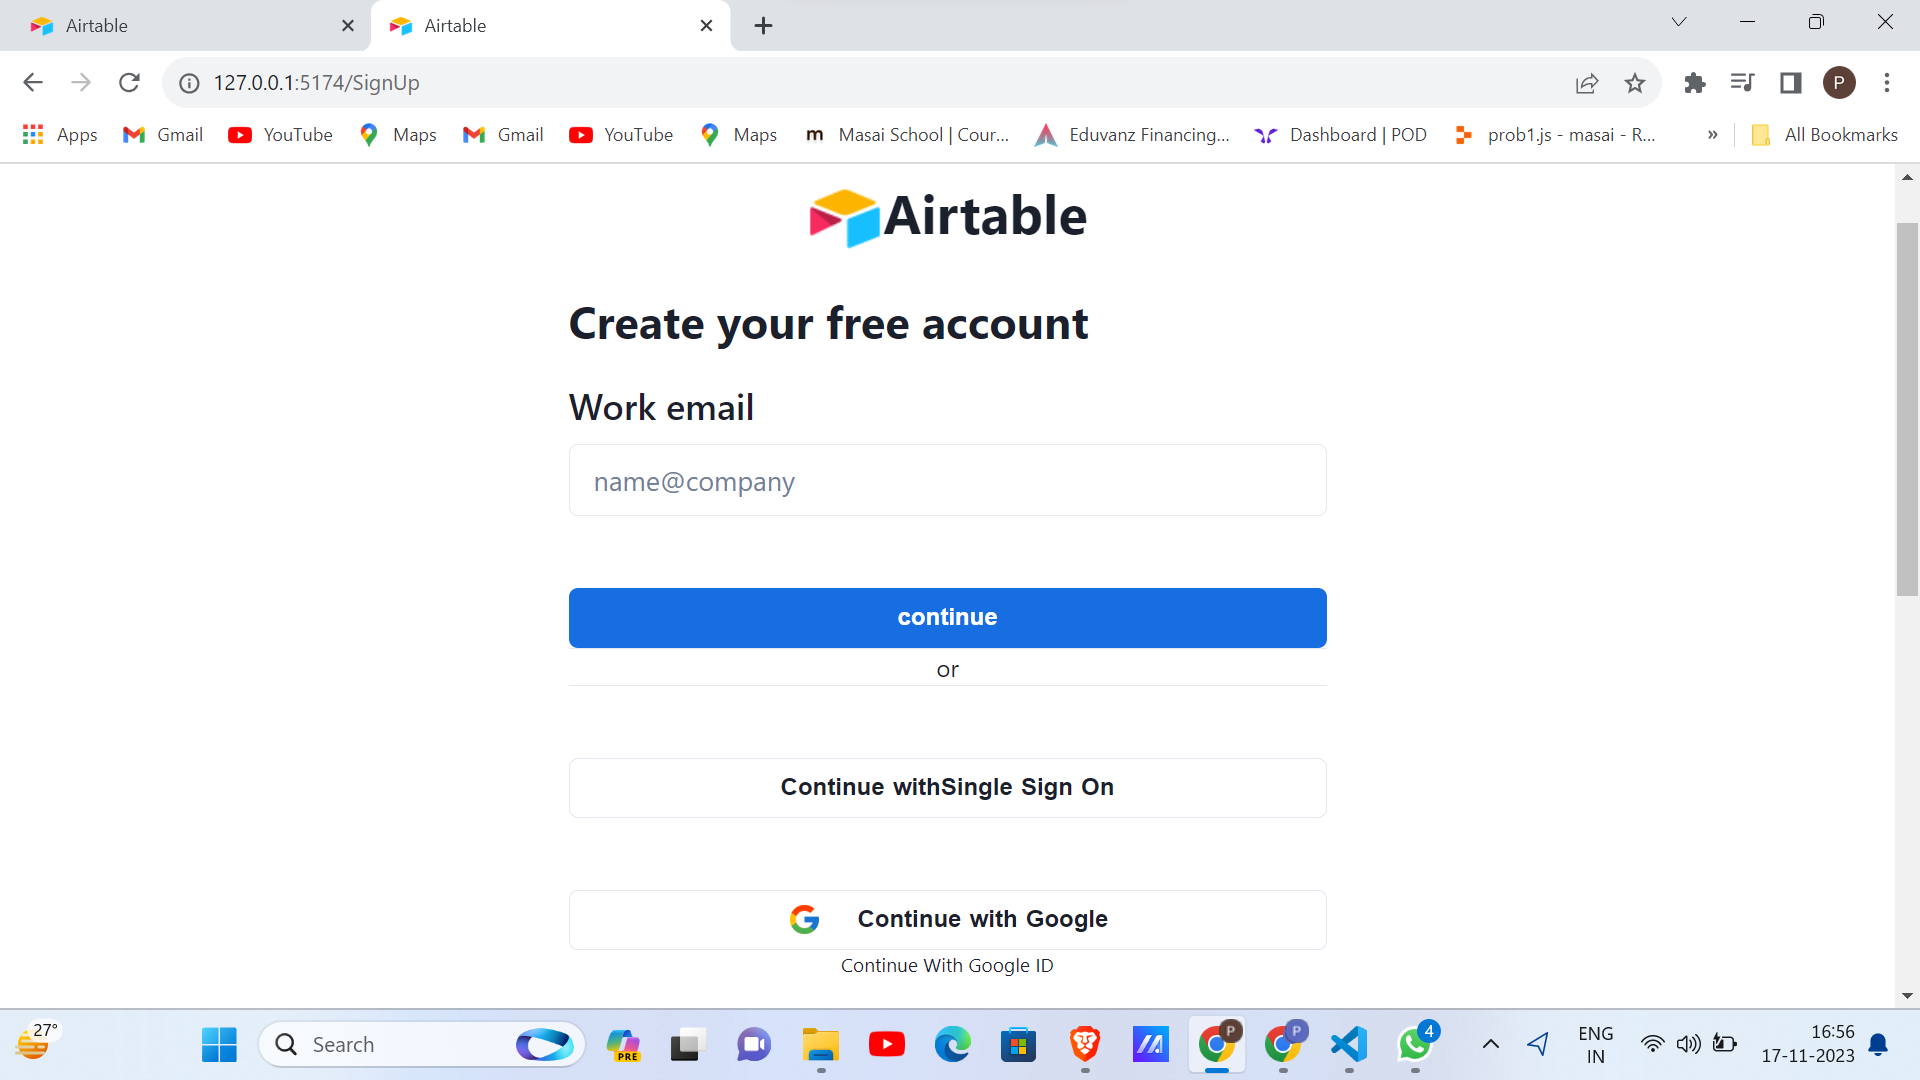 Airtable
Airtable
127.0.0.1:5174/SignUp
P
Apps
Gmail
YouTube
Maps
Gmail
YouTube
Maps
m Masai School | Cour...
Eduvanz Financing...
Dashboard | POD
prob1.js - masai - R...
»
All Bookmarks
Airtable
Create your free account
Work email
name@company
continue
or
Continue withSingle Sign On
Continue with Google
Continue With Google ID
27°
Search
PRE
P
P
4
ENG
IN
16:56
17-11-2023